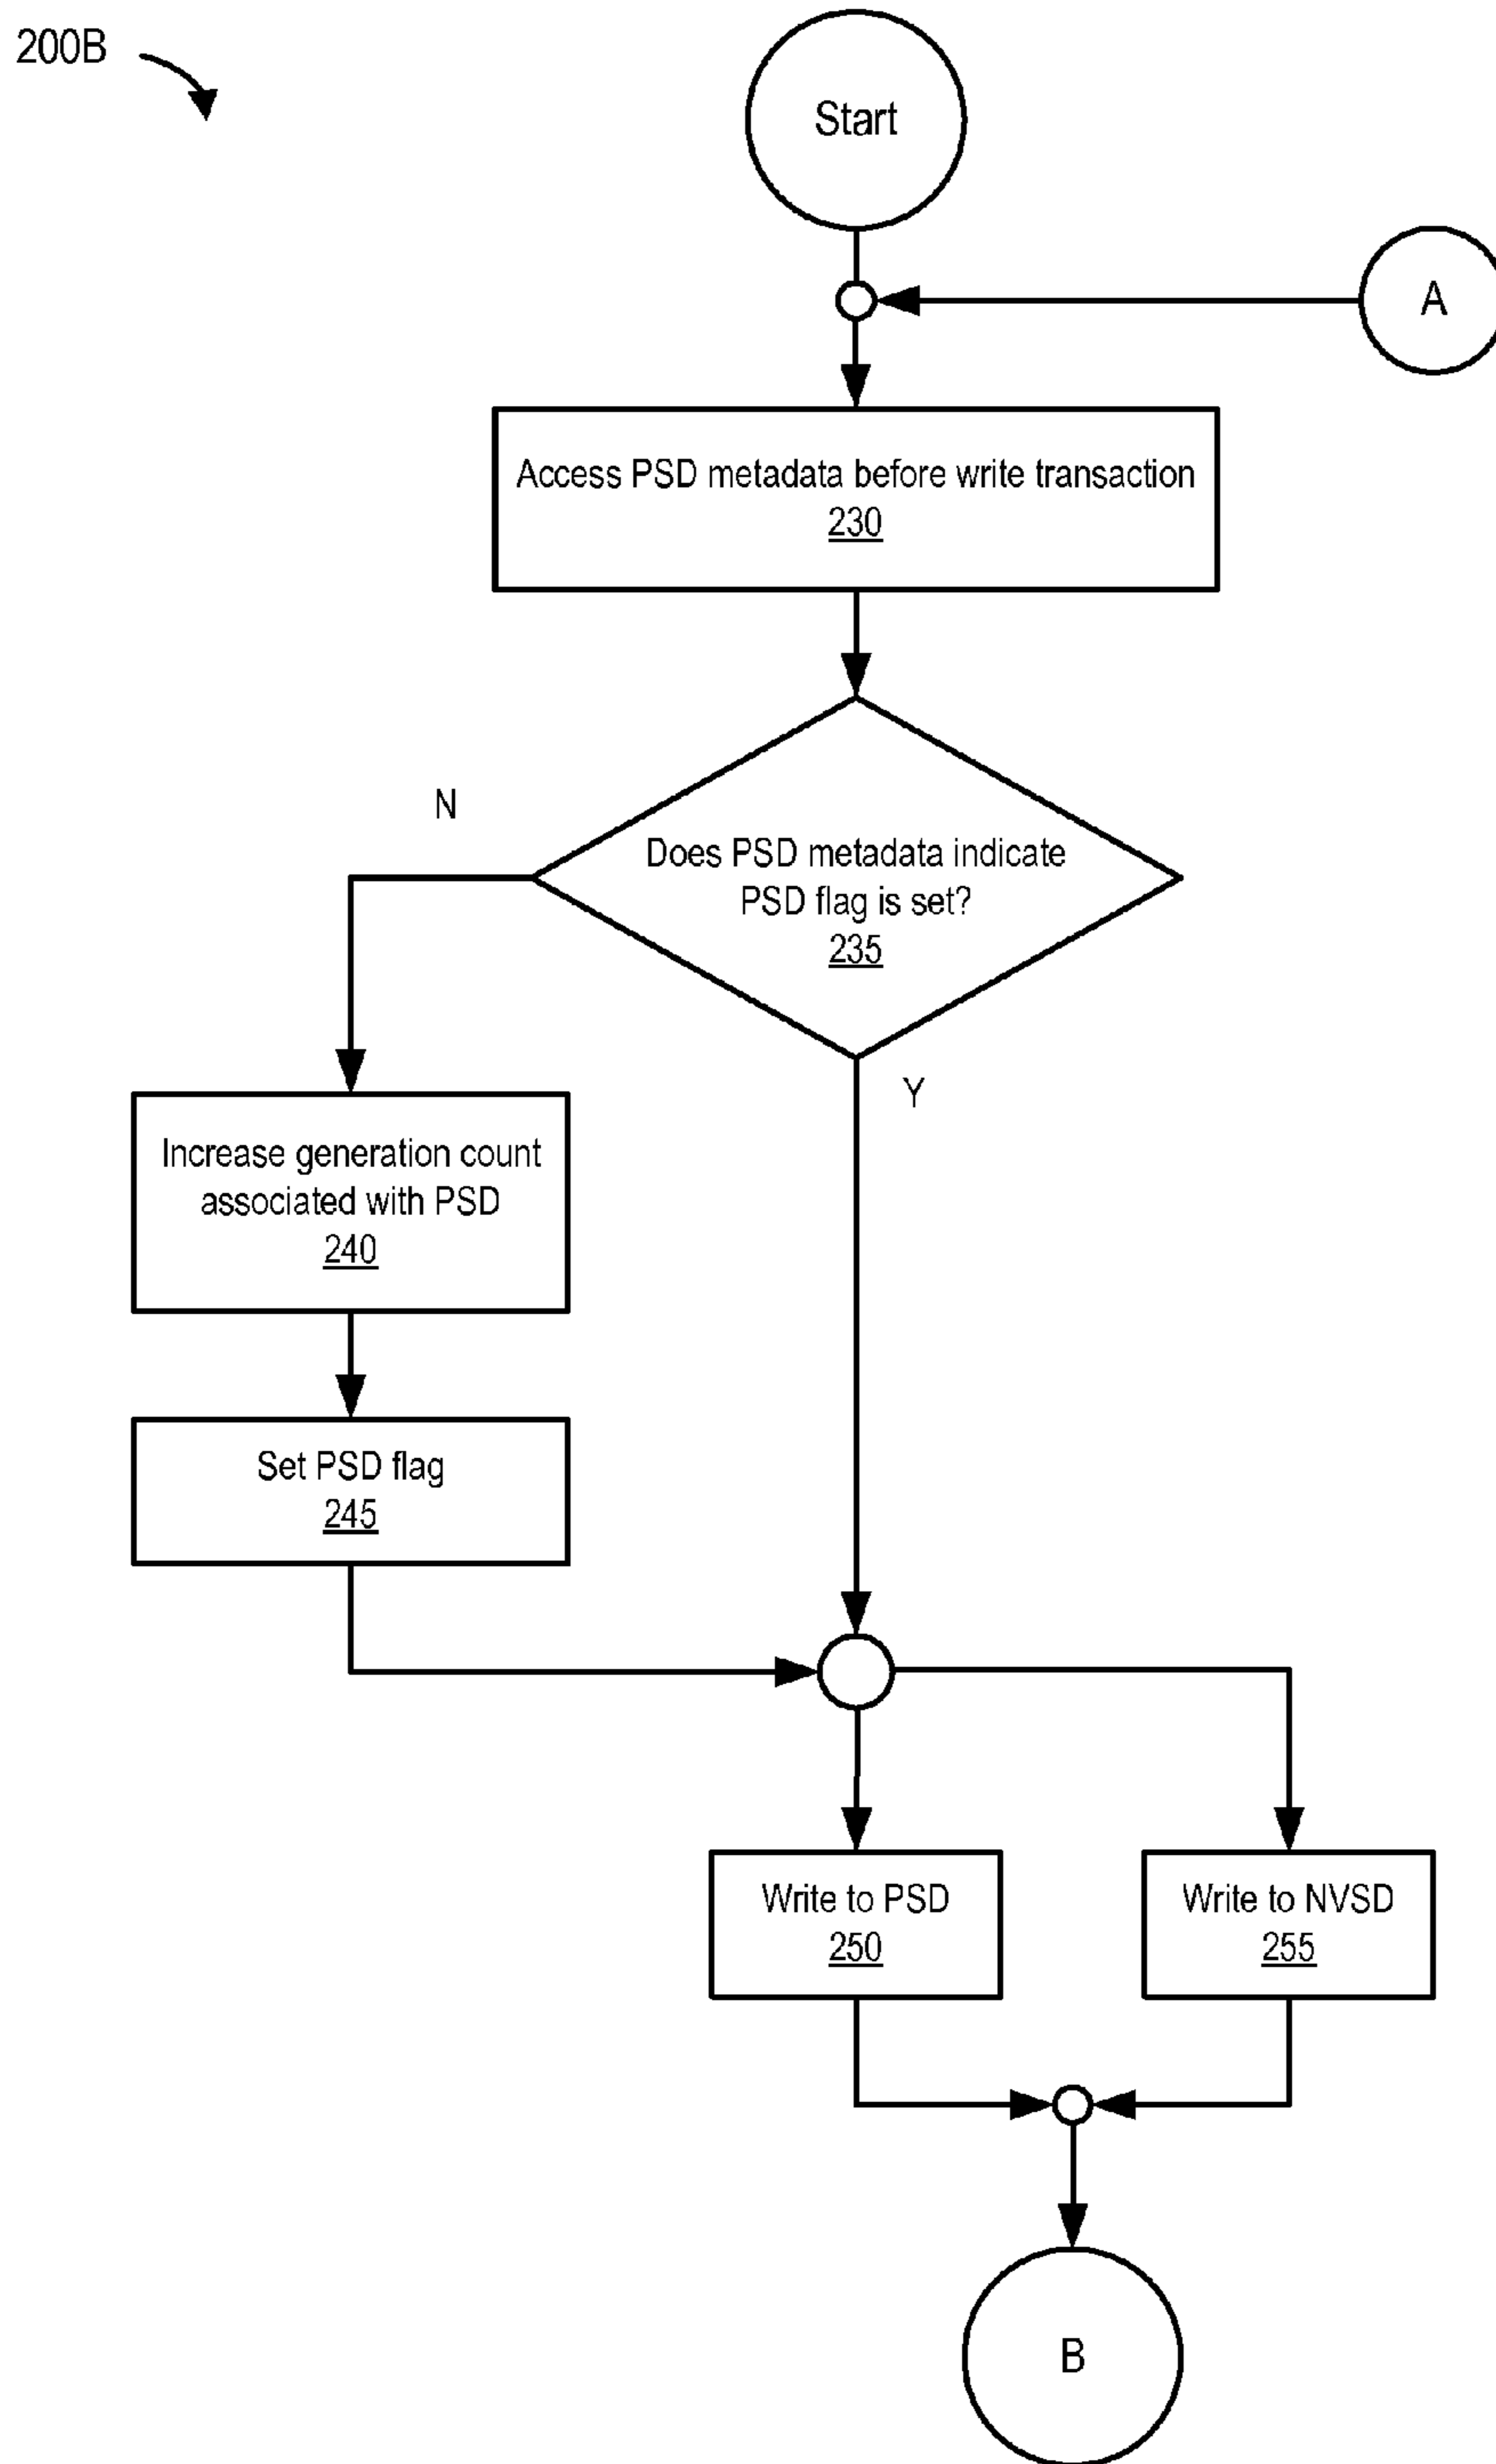 200B
Start
A
Access PSD metadata before write transaction
230
N
Does PSD metadata indicate
PSD flag is set?
235
Y
Increase generation count
associated with PSD
240
Set PSD flag
245
Write to PSD
250
Write to NVSD
255
B